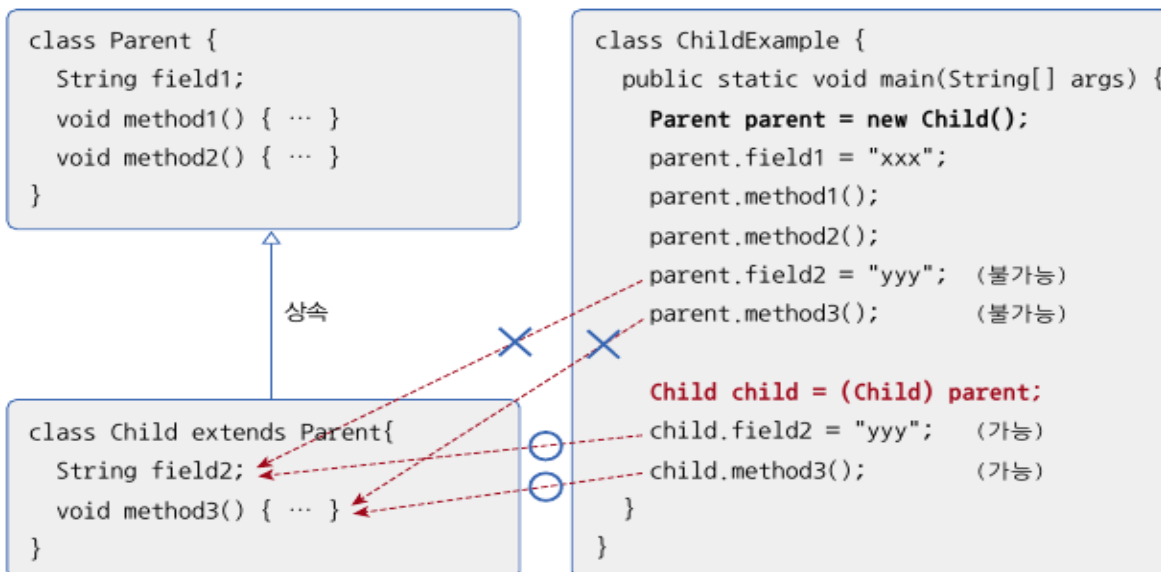 class Parent {
String field1;
void method1() { … }
void method2() { … }
}
상속
class Child extends Parent{
String field2;
void method3() { … }
}
class ChildExample {
public static void main(String[] args) {
Parent parent = new Child();
parent.field1 = "xxx";
parent.method1();
parent.method2();
parent.field2 = "yyy"; (불가능)
parent.method3(); (불가능)
Child child = (Child) parent;
child.field2 = "yyy"; (가능)
child.method3(); (가능)
}
}